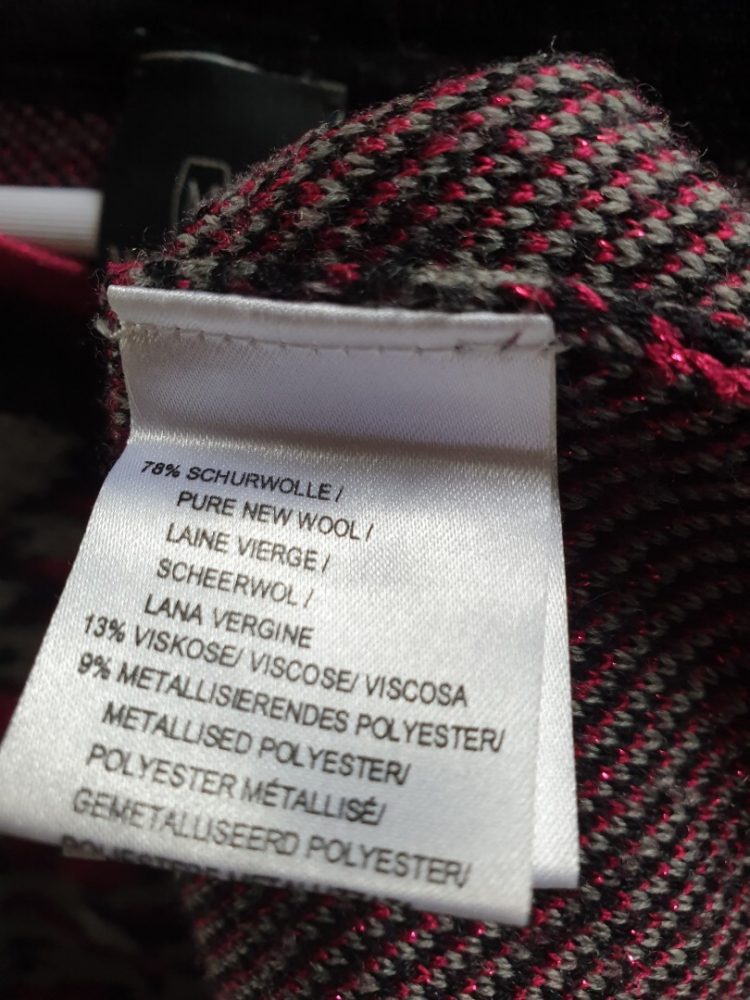 78% SCHURWOLLE/
PURE NEW WOOL/
LAINE VIERGE/
SCHEERWOL/
LANA VERGINE
13% VISKOSE/ VISCOSE/ VISCOSA
9% METALLISIERENDES POLYESTER/
METALLISED POLYESTER/
POLYESTER MÉTALLISÉ/
GEMETALLISEERD POLYESTER/